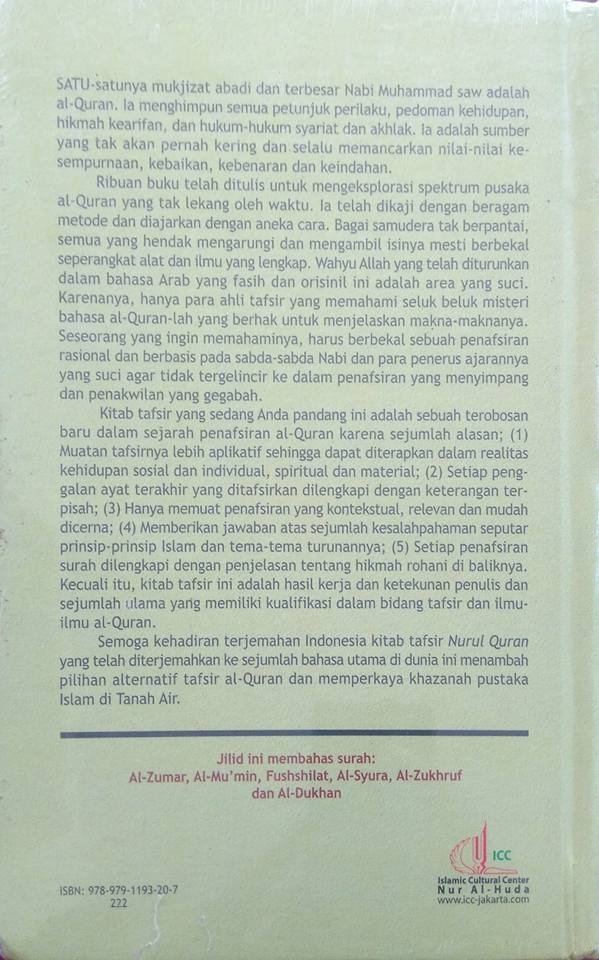 SATU-satunya mukjizat abadi dan terbesar Nabi Muhammad saw adalah
al-Quran. Ia menghimpun semua petunjuk perilaku, pedoman kehidupan,
hikmah kearifan, dan hukum-hukum syariat dan akhlak. Ia adalah sumber
yang tak akan pernah kering dan selalu memancarkan nilai-nilai ke-
sempurnaan, kebaikan, kebenaran dan keindahan.
Ribuan buku telah ditulis untuk mengeksplorasi spektrum pusaka
al-Quran yang tak lekang oleh waktu. Ia telah dikaji dengan beragam
metode dan diajarkan dengan aneka cara. Bagai samudera tak berpantai,
semua yang hendak mengarungi dan mengambil isinya mesti berbekal
seperangkat alat dan ilmu yang lengkap. Wahyu Allah yang telah diturunkan
dalam bahasa Arab yang fasih dan orisinil ini adalah area yang suci.
Karenanya, hanya para ahli tafsir yang memahami seluk beluk misteri
bahasa al-Quran-lah yang berhak untuk menjelaskan makna-maknanya.
Seseorang yang ingin memahaminya, harus berbekal sebuah penafsiran
rasional dan berbasis pada sabda-sabda Nabi dan para penerus ajarannya
yang suci agar tidak tergelincir ke dalam penafsiran yang menyimpang
dan penakwilan yang gegabah.
Kitab tafsir yang sedang Anda pandang ini adalah sebuah terobosan
baru dalam sejarah penafsiran al-Quran karena sejumlah alasan; (1)
Muatan tafsirnya lebih aplikatif sehingga dapat diterapkan dalam realitas
kehidupan sosial dan individual, spiritual dan material; (2) Setiap peng-
galan ayat terakhir yang ditafsirkan dilengkapi dengan keterangan ter-
pisah; (3) Hanya memuat penafsiran yang kontekstual, relevan dan mudah
dicerna; (4) Memberikan jawaban atas sejumlah kesalahpahaman seputar
prinsip-prinsip Islam dan tema-tema turunannya; (5) Setiap penafsiran
surah dilengkapi dengan penjelasan tentang hikmah rohani di baliknya.
Kecuali itu, kitab tafsir ini adalah hasil kerja dan ketekunan penulis dan
sejumlah ulama yang memiliki kualifikasi dalam bidang tafsir dan ilmu-
ilmu al-Quran.
Semoga kehadiran terjemahan Indonesia kitab tafsir Nurul Quran
yang telah diterjemahkan ke sejumlah bahasa utama di dunia ini menambah
pilihan alternatif tafsir al-Quran dan memperkaya khazanah pustaka
Islam di Tanah Air.
Jilid ini membahas surah:
Al-Zumar, Al-Mu'min, Fushshilat, Al-Syura, Al-Zukhruf
dan Al-Dukhan
ICC
Islamic Cultural Center
Nur Al-Huda
www.icc-jakarta.com
ISBN: 978-979-1193-20-7
222